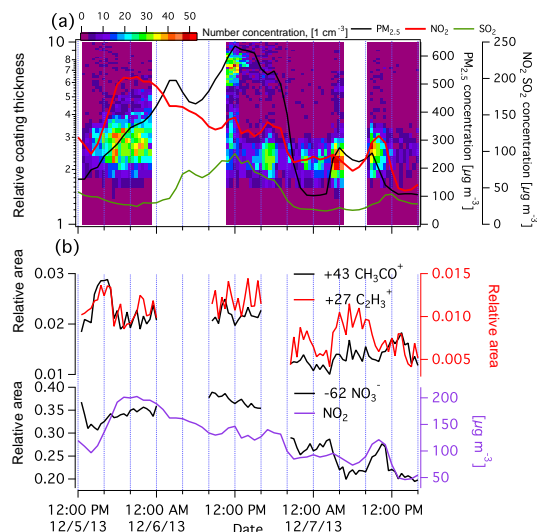 (a)
0 10 20 30 40 50
Number concentration, [1 cm⁻³]
PM₂.₅ NO₂ SO₂
Relative coating thickness
10
9
8
7
6
5
4
3
2
1
600
500
400
300
200
100
0
PM₂.₅ concentration [µg m⁻³]
250
200
150
100
50
0
NO₂ SO₂ concentration [µg m⁻³]
(b)
Relative area
0.03
0.02
0.01
+43 CH₃CO⁺
+27 C₂H₃⁺
0.015
0.010
0.005
Relative area
Relative area
0.40
0.35
0.30
0.25
0.20
-62 NO₃⁻
NO₂
200
150
100
50
[µg m⁻³]
12:00 PM 12:00 AM 12:00 PM 12:00 AM 12:00 PM
12/5/13 12/6/13 Date 12/7/13